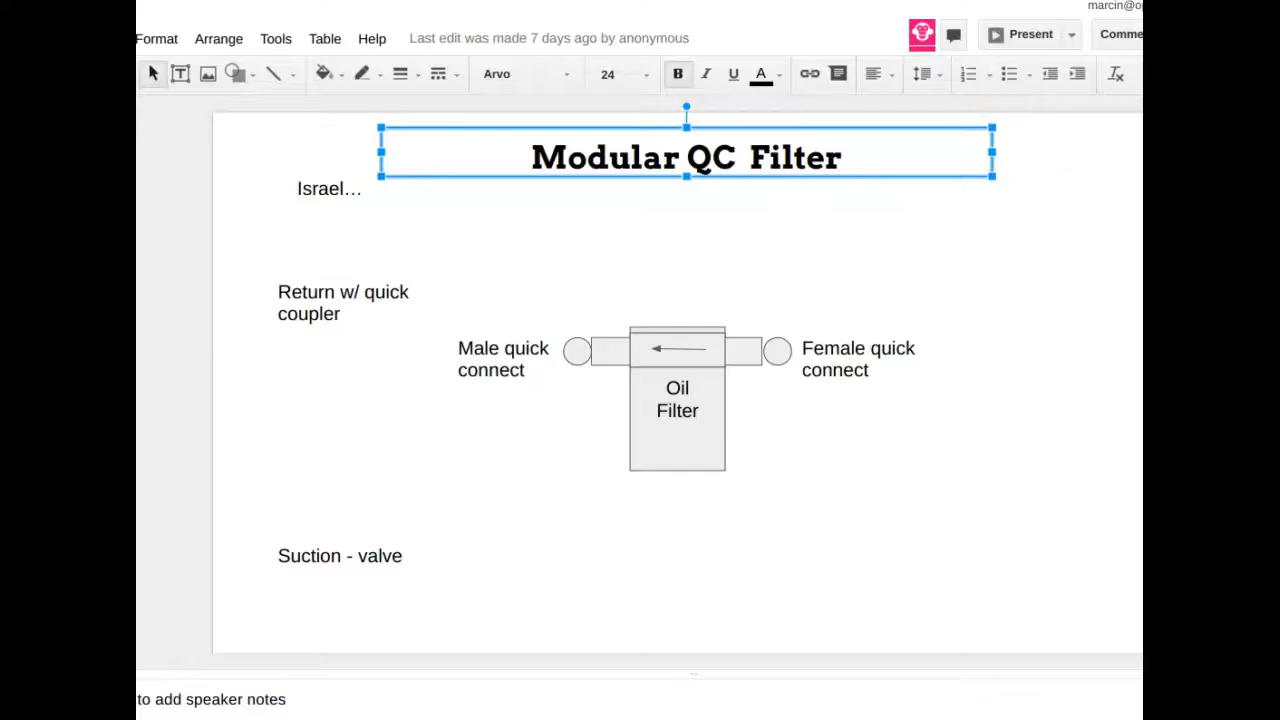 marcin@op
Format Arrange Tools Table Help Last edit was made 7 days ago by anonymous Present Comme
Arvo 24 B I U A
Modular QC Filter
Israel…
Return w/ quick
coupler
Male quick
connect
Oil
Filter
Female quick
connect
Suction - valve
to add speaker notes